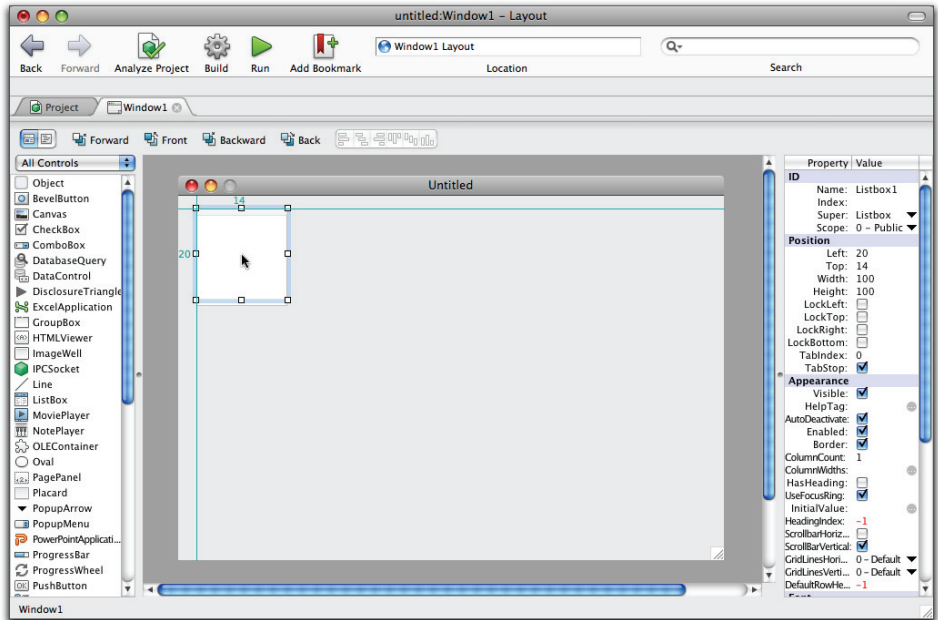 untitled:Window1 – Layout
Back
Forward
Analyze Project
Build
Run
Add Bookmark
Window1 Layout
Location
Search
Project
Window1
Forward
Front
Backward
Back
All Controls
Object
BevelButton
Canvas
CheckBox
ComboBox
DatabaseQuery
DataControl
DisclosureTriangle
ExcelApplication
GroupBox
HTMLViewer
ImageWell
IPCSocket
Line
ListBox
MoviePlayer
NotePlayer
OLEContainer
Oval
PagePanel
Placard
PopupArrow
PopupMenu
PowerPointApplicati...
ProgressBar
ProgressWheel
OK PushButton
Untitled
14
20
Property Value
ID
Name: Listbox1
Index:
Super: Listbox
Scope: 0 – Public
Position
Left: 20
Top: 14
Width: 100
Height: 100
LockLeft:
LockTop:
LockRight:
LockBottom:
TabIndex: 0
TabStop:
Appearance
Visible:
HelpTag:
AutoDeactivate:
Enabled:
Border:
ColumnCount: 1
ColumnWidths:
HasHeading:
UseFocusRing:
InitialValue:
HeadingIndex: -1
ScrollbarHoriz...
ScrollBarVertical:
GridLinesHori... 0 – Default
GridLinesVerti... 0 – Default
DefaultRowHe... -1
Window1